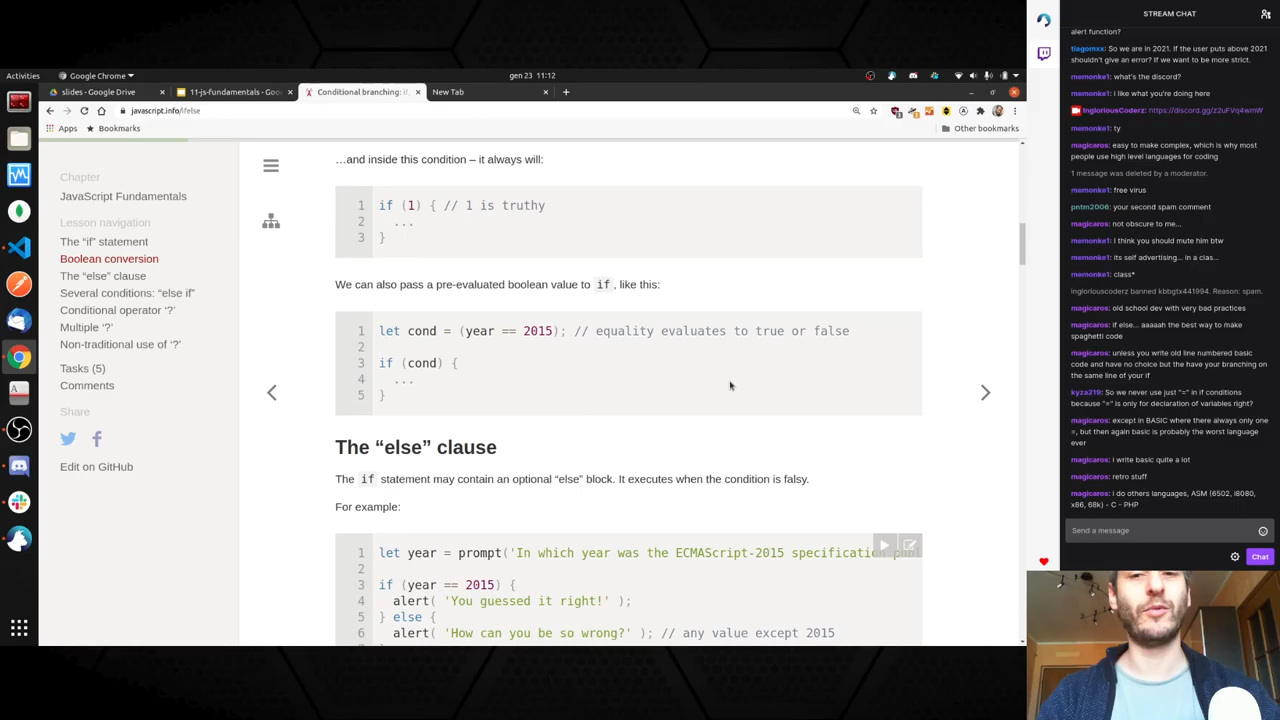 Activities
Google Chrome
gen 23 11:12
slides - Google Drive
11-js-fundamentals - Goo
Conditional branching: if,
New Tab
javascript.info/ifelse
Apps
Bookmarks
Other bookmarks
Chapter
JavaScript Fundamentals
Lesson navigation
The “if” statement
Boolean conversion
The “else” clause
Several conditions: “else if”
Conditional operator ‘?’
Multiple ‘?’
Non-traditional use of ‘?’
Tasks (5)
Comments
Share
Edit on GitHub
…and inside this condition – it always will:
1 if (1) { // 1 is truthy
2
3 }
We can also pass a pre-evaluated boolean value to if, like this:
1 let cond = (year == 2015); // equality evaluates to true or false
2
3 if (cond) {
4 ...
5 }
The “else” clause
The if statement may contain an optional “else” block. It executes when the condition is falsy.
For example:
1 let year = prompt('In which year was the ECMAScript-2015 specification
2
3 if (year == 2015) {
4 alert( 'You guessed it right!' );
5 } else {
6 alert( 'How can you be so wrong?' ); // any value except 2015
STREAM CHAT
alert function?
tiagomxx: So we are in 2021. If the user puts above 2021
shouldn't give an error? If we want to be more strict.
memonke1: what's the discord?
memonke1: i like what you're doing here
IngloriousCoderz: https://discord.gg/z2uFVq4wmW
memonke1: ty
magicaros: easy to make complex, which is why most
people use high level languages for coding
1 message was deleted by a moderator.
memonke1: free virus
pntm2006: your second spam comment
magicaros: not obscure to me...
memonke1: I think you should mute him btw
memonke1: its self advertising... in a clas...
memonke1: class*
ingloriouscoderz banned kbbgtx441994. Reason: spam.
magicaros: old school dev with very bad practices
magicaros: if else... aaaaah the best way to make
spaghetti code
magicaros: unless you write old line numbered basic
code and have no choice but the have your branching on
the same line of your if
kyza219: So we never use just "=" in if conditions
because "=" is only for declaration of variables right?
magicaros: except in BASIC where there always only one
=, but then again basic is probably the worst language
ever
magicaros: i write basic quite a lot
magicaros: retro stuff
magicaros: i do others languages, ASM (6502, i8080,
x86, 68k) - C - PHP
Send a message
Chat